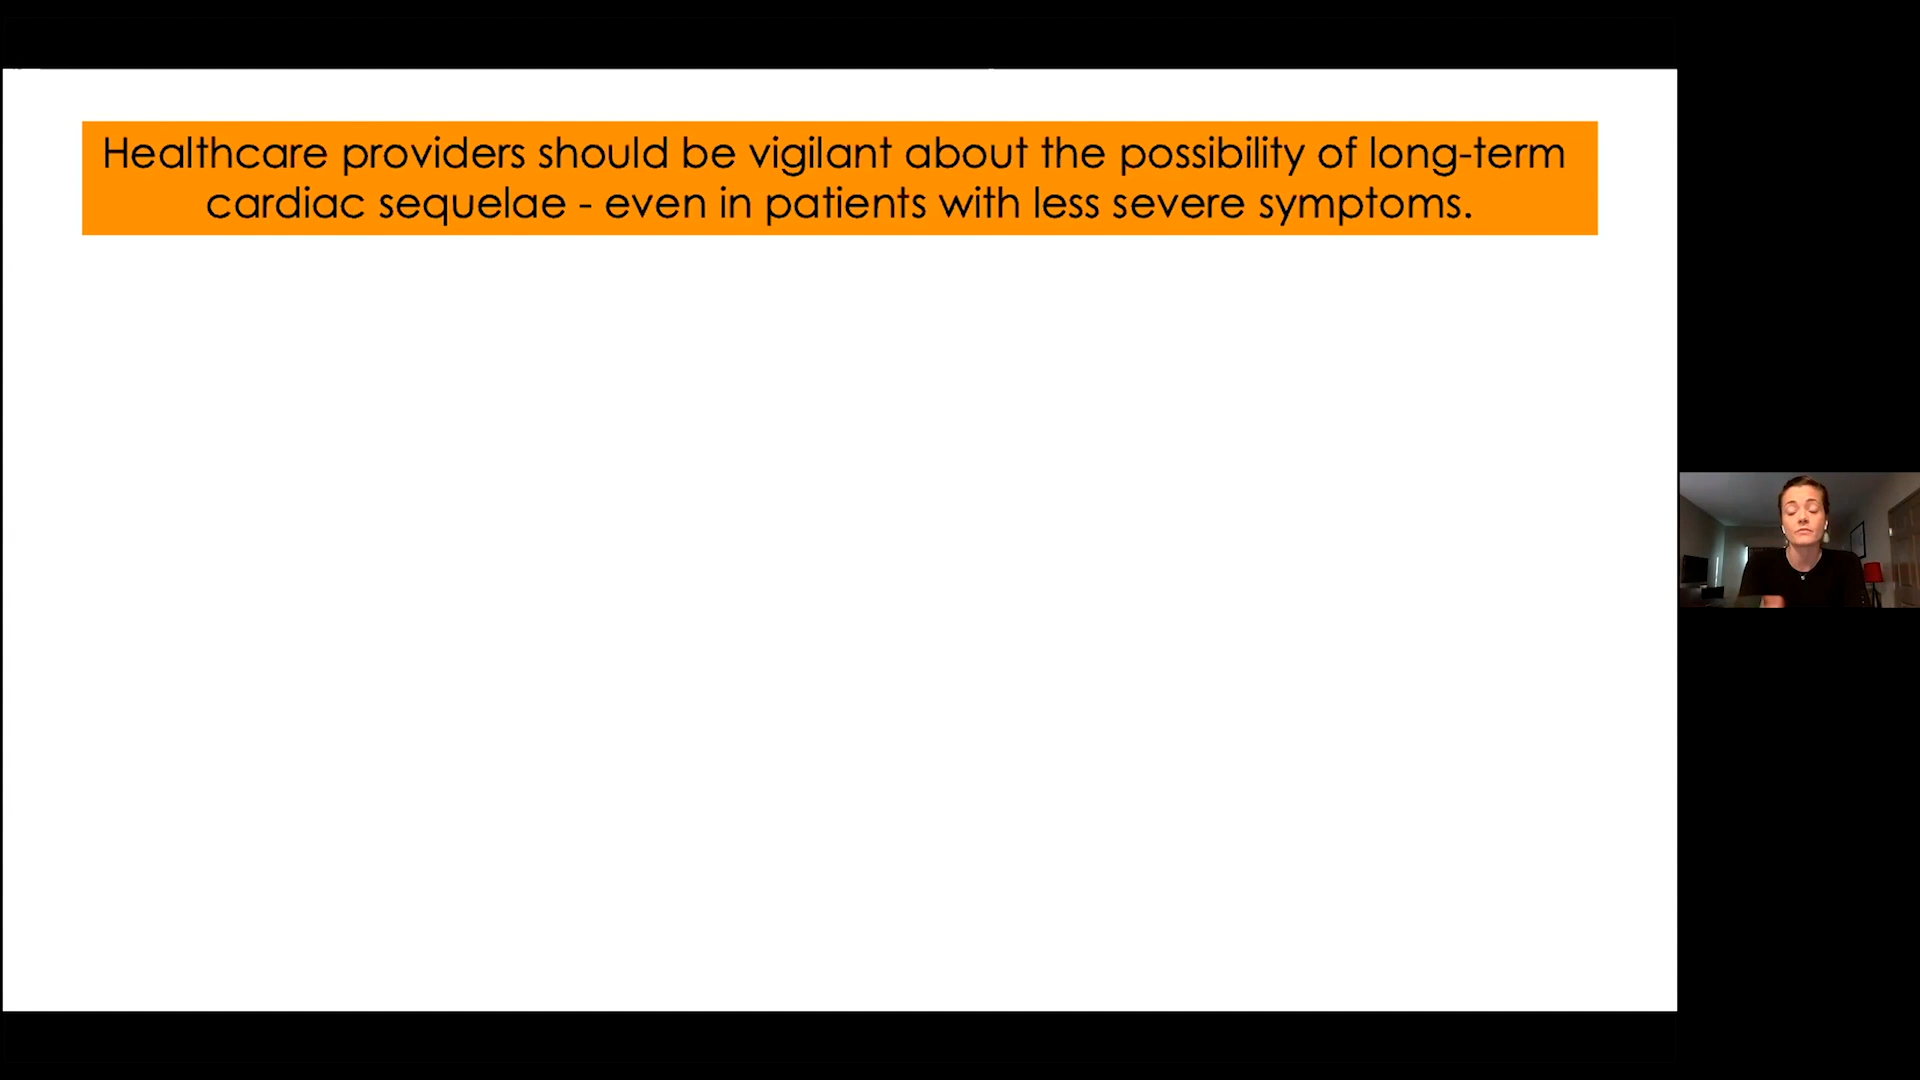 Healthcare providers should be vigilant about the possibility of long-term
cardiac sequelae - even in patients with less severe symptoms.